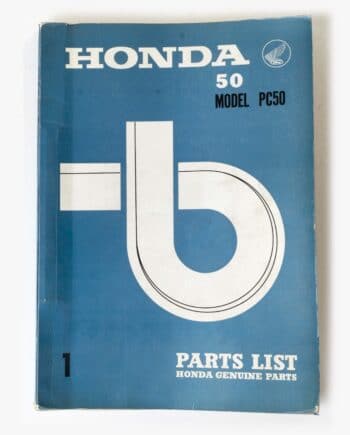 HONDA
50
MODEL PC50
1
PARTS LIST
HONDA GENUINE PARTS